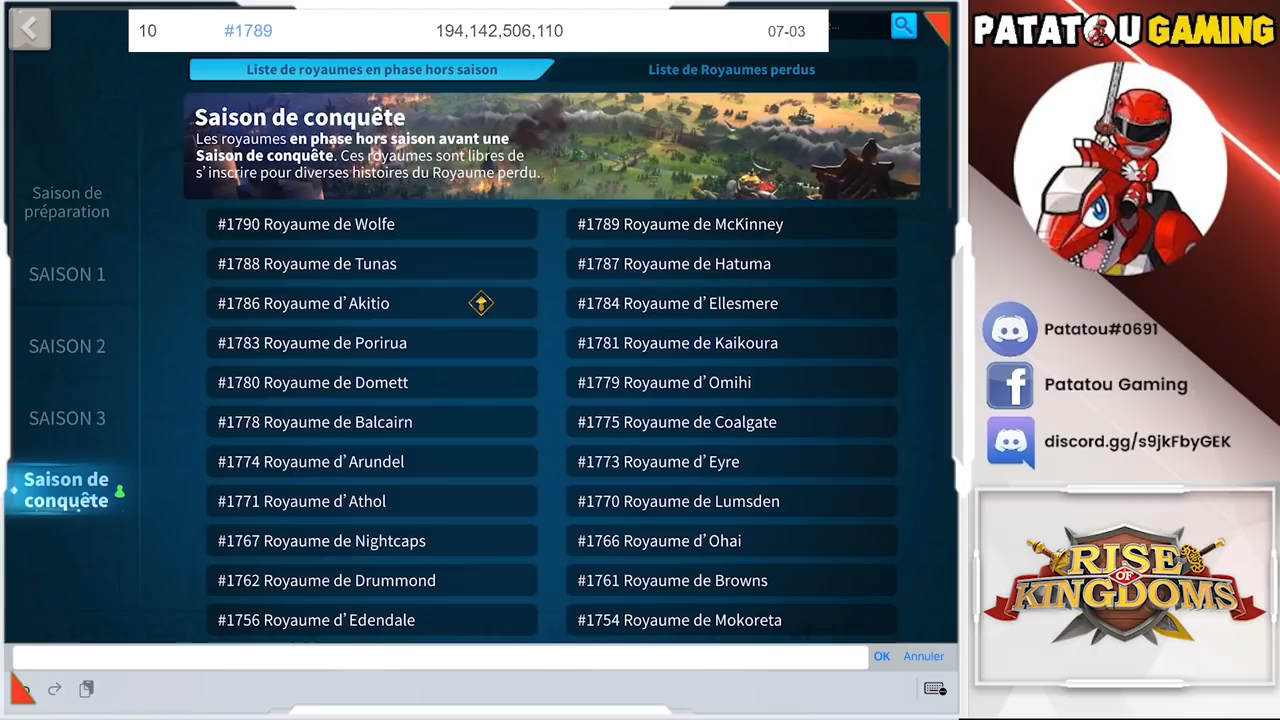 10 #1789 194,142,506,110 07-03
Liste de royaumes en phase hors saison
Liste de Royaumes perdus
Saison de conquête
Les royaumes en phase hors saison avant une
Saison de conquête. Ces royaumes sont libres de
s'inscrire pour diverses histoires du Royaume perdu.
Saison de
préparation
SAISON 1
SAISON 2
SAISON 3
Saison de
conquête
#1790 Royaume de Wolfe
#1789 Royaume de McKinney
#1788 Royaume de Tunas
#1787 Royaume de Hatuma
#1786 Royaume d'Akitio
#1784 Royaume d'Ellesmere
#1783 Royaume de Porirua
#1781 Royaume de Kaikoura
#1780 Royaume de Domett
#1779 Royaume d'Omihi
#1778 Royaume de Balcairn
#1775 Royaume de Coalgate
#1774 Royaume d'Arundel
#1773 Royaume d'Eyre
#1771 Royaume d'Athol
#1770 Royaume de Lumsden
#1767 Royaume de Nightcaps
#1766 Royaume d'Ohai
#1762 Royaume de Drummond
#1761 Royaume de Browns
#1756 Royaume d'Edendale
#1754 Royaume de Mokoreta
OK Annuler
PATATOU GAMING
Patatou#0691
Patatou Gaming
discord.gg/s9jkFbyGEK
RISE
OF
KINGDOMS